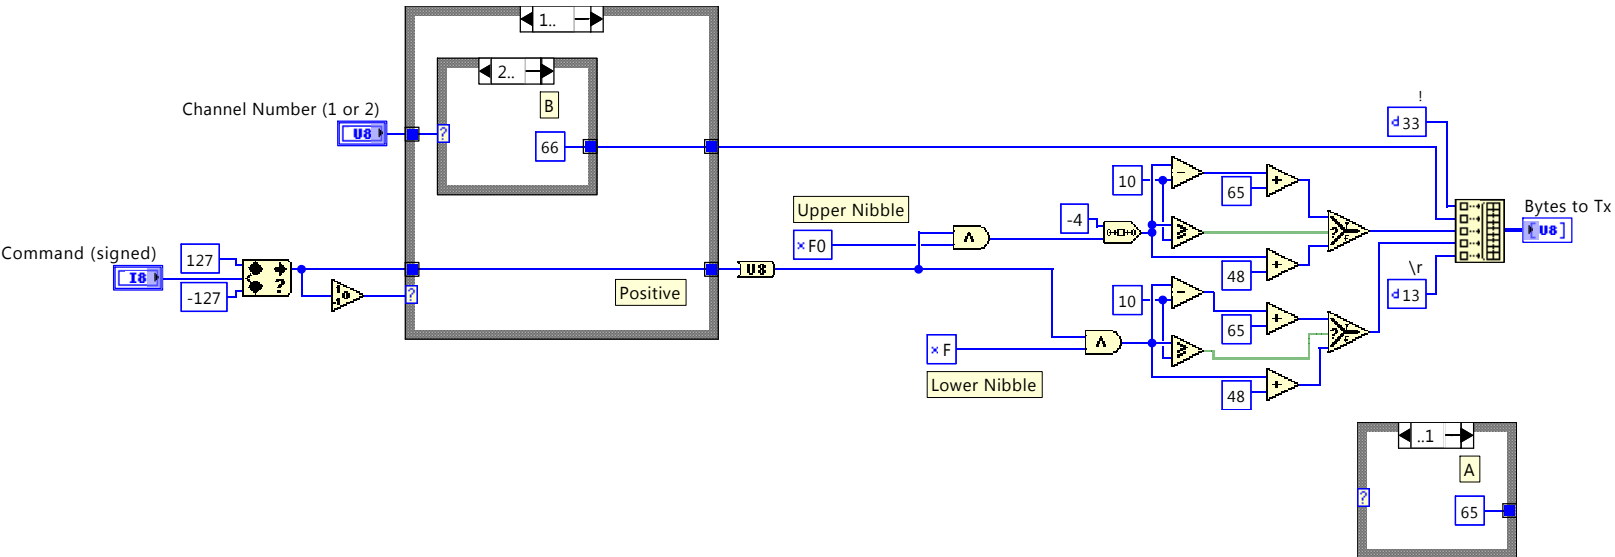 1..
2..
B
Channel Number (1 or 2)
U8
66
!
d 33
10
-
+
65
Upper Nibble
× F0
-4
Bytes to Tx
[U8]
Command (signed)
127
I8
-127
?
Positive
U8
48
+
\r
d 13
10
-
+
65
× F
Lower Nibble
48
+
..1
A
?
65